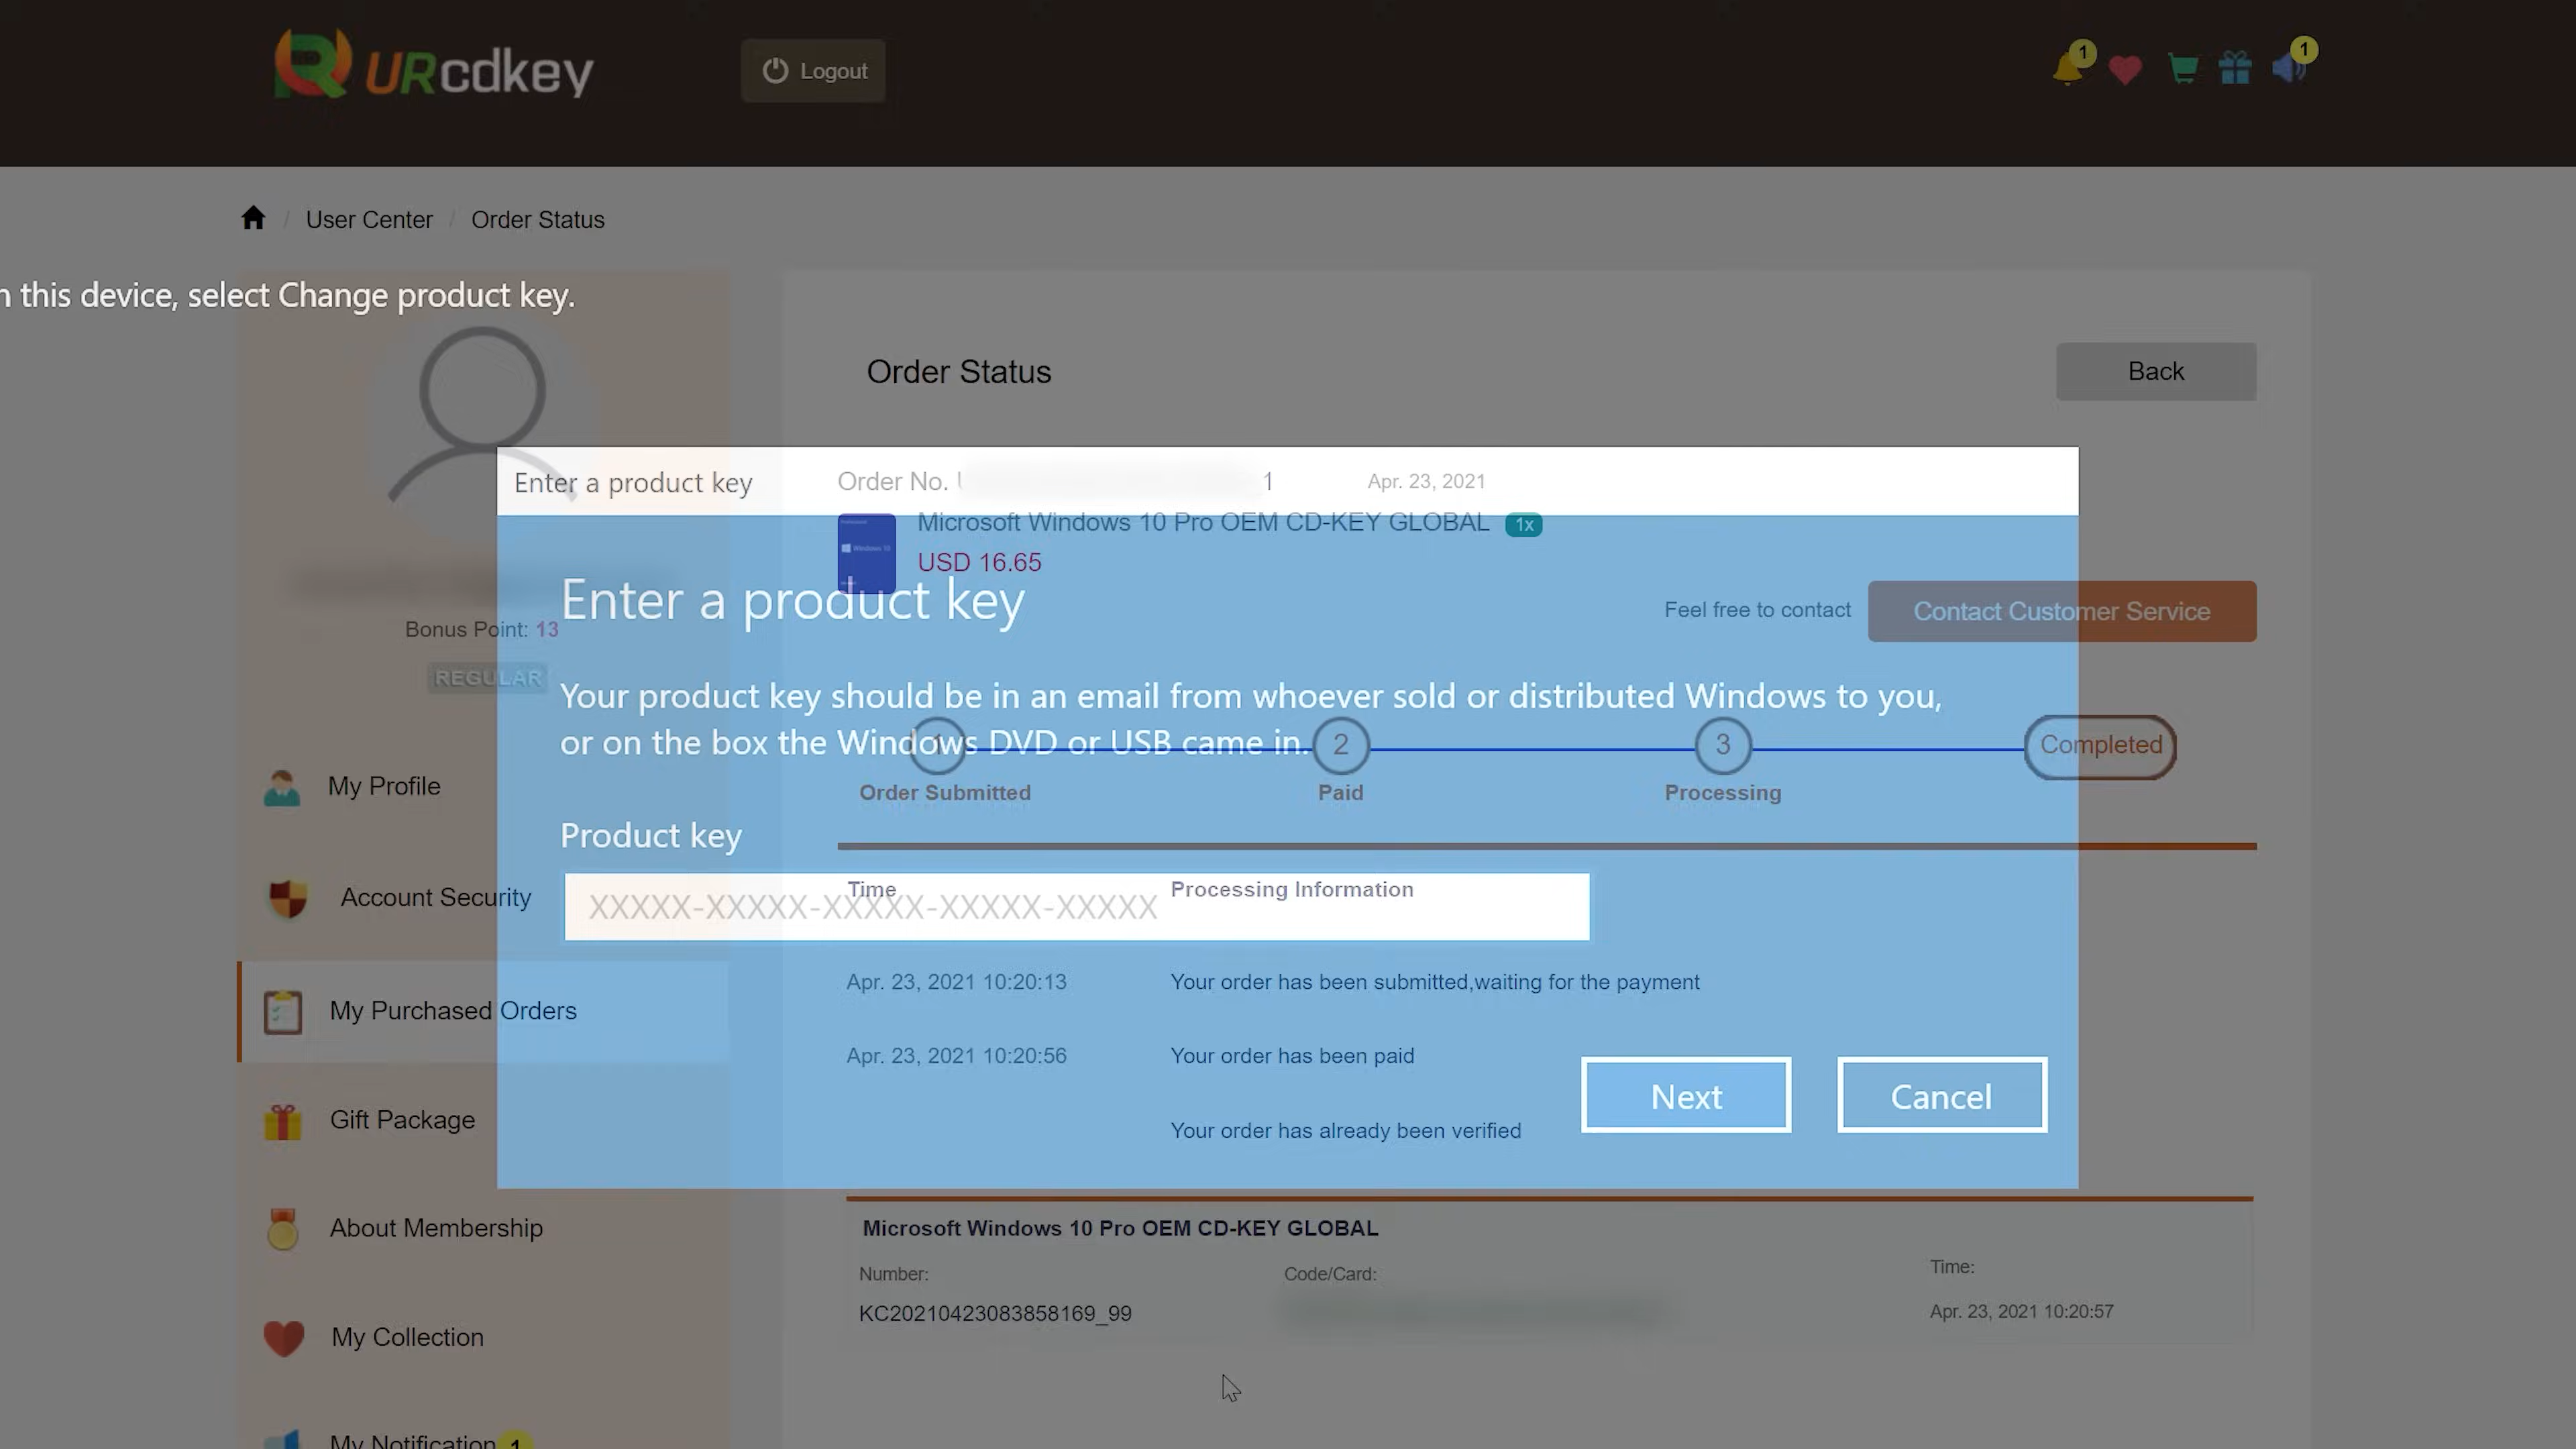 URcdkey
Logout
1
1
User Center / Order Status
this device, select Change product key.
Order Status
Back
Enter a product key
Order No.
1
Apr. 23, 2021
Microsoft Windows 10 Pro OEM CD-KEY GLOBAL 1x
USD 16.65
Windows 10
Enter a product key
Feel free to contact
Contact Customer Service
Bonus Point: 13
REGULAR
Your product key should be in an email from whoever sold or distributed Windows to you,
or on the box the Windows DVD or USB came in.
1
2
3
Completed
Order Submitted
Paid
Processing
Product key
XXXXX-XXXXX-XXXXX-XXXXX-XXXXX
Time
Processing Information
Apr. 23, 2021 10:20:13
Your order has been submitted,waiting for the payment
Apr. 23, 2021 10:20:56
Your order has been paid
Your order has already been verified
Next
Cancel
My Profile
Account Security
My Purchased Orders
Gift Package
About Membership
My Collection
My Notification 1
Microsoft Windows 10 Pro OEM CD-KEY GLOBAL
Number:
Code/Card:
Time:
KC20210423083858169_99
Apr. 23, 2021 10:20:57